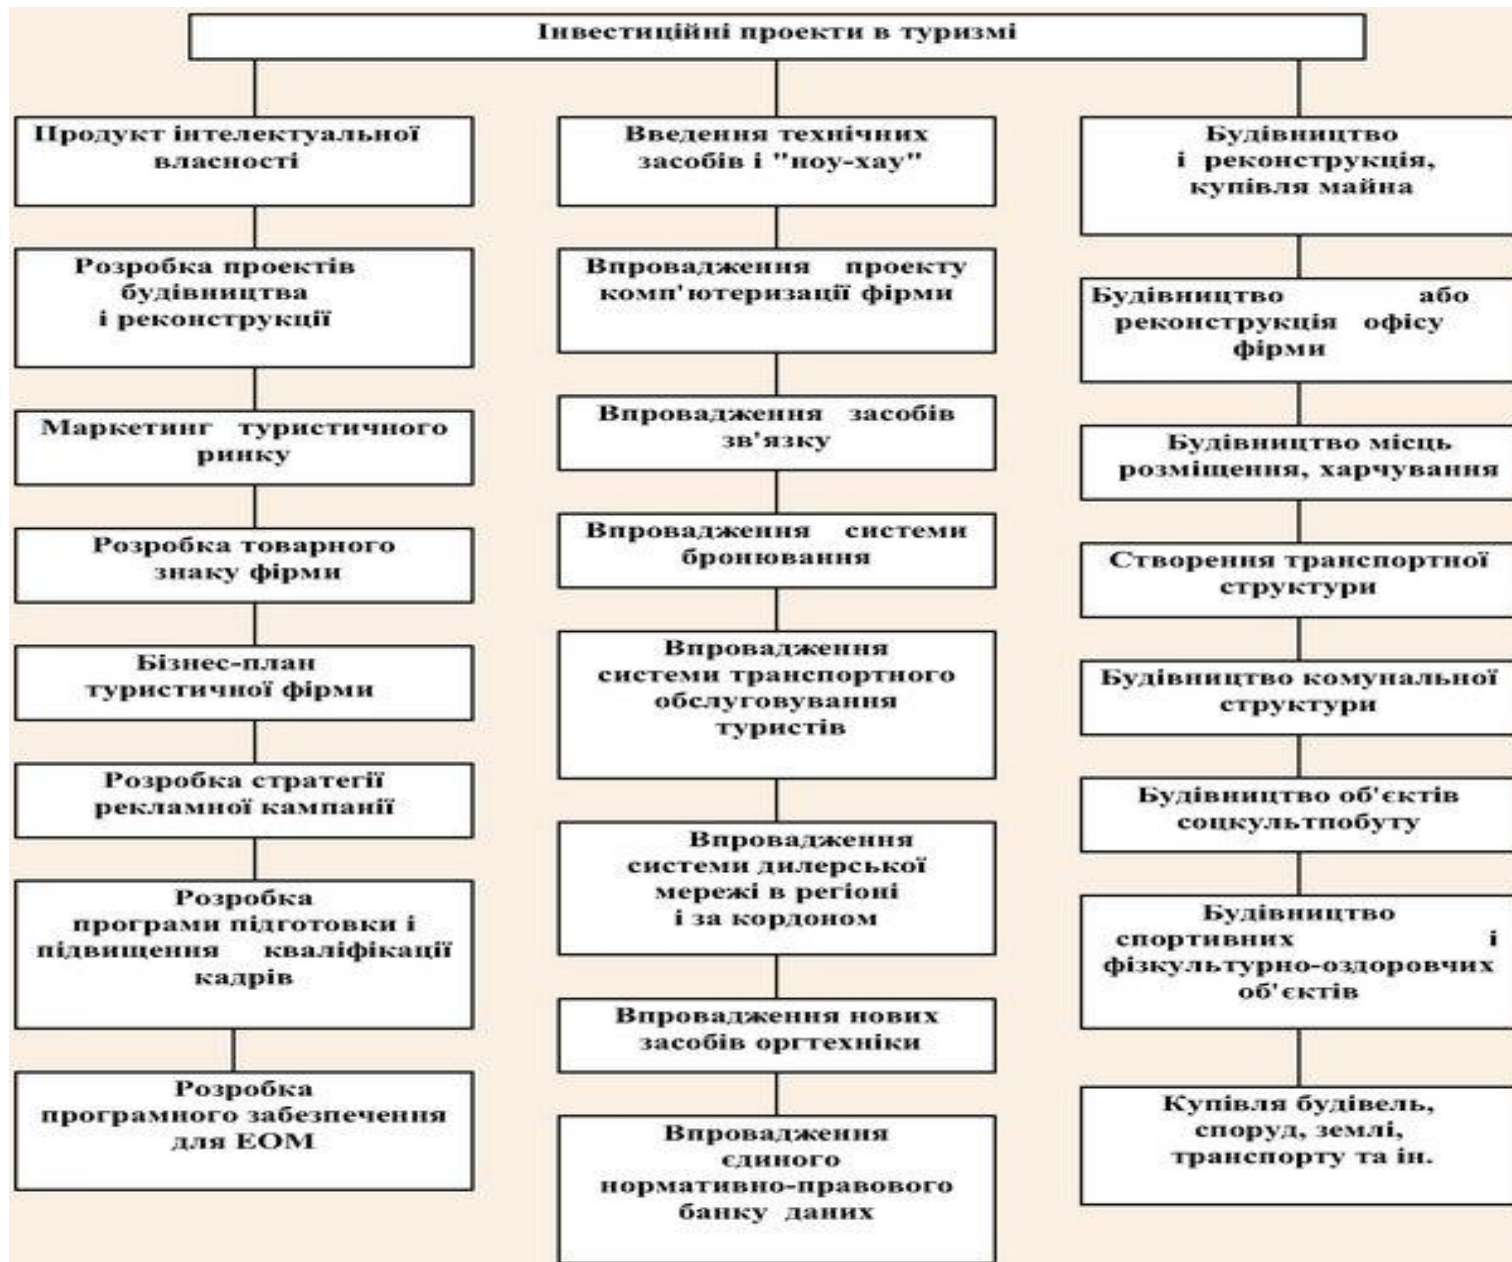 Інвестиційні проекти в туризмі
Продукт інтелектуальної
власності
Розробка проектів
будівництва
і реконструкції
Маркетинг туристичного
ринку
Розробка товарного
знаку фірми
Бізнес-план
туристичної фірми
Розробка стратегії
рекламної кампанії
Розробка
програми підготовки і
підвищення кваліфікації
кадрів
Розробка
програмного забезпечення
для ЕОМ
Введення технічних
засобів і "ноу-хау"
Впровадження проекту
комп'ютеризації фірми
Впровадження засобів
зв'язку
Впровадження системи
бронювання
Впровадження
системи транспортного
обслуговування
туристів
Впровадження
системи дилерської
мережі в регіоні
і за кордоном
Впровадження нових
засобів оргтехніки
Впровадження
єдиного
нормативно-правового
банку даних
Будівництво
і реконструкція,
купівля майна
Будівництво або
реконструкція офісу
фірми
Будівництво місць
розміщення, харчування
Створення транспортної
структури
Будівництво комунальної
структури
Будівництво об'єктів
соцкультпобуту
Будівництво
спортивних і
фізкультурно-оздоровчих
об'єктів
Купівля будівель,
споруд, землі,
транспорту та ін.